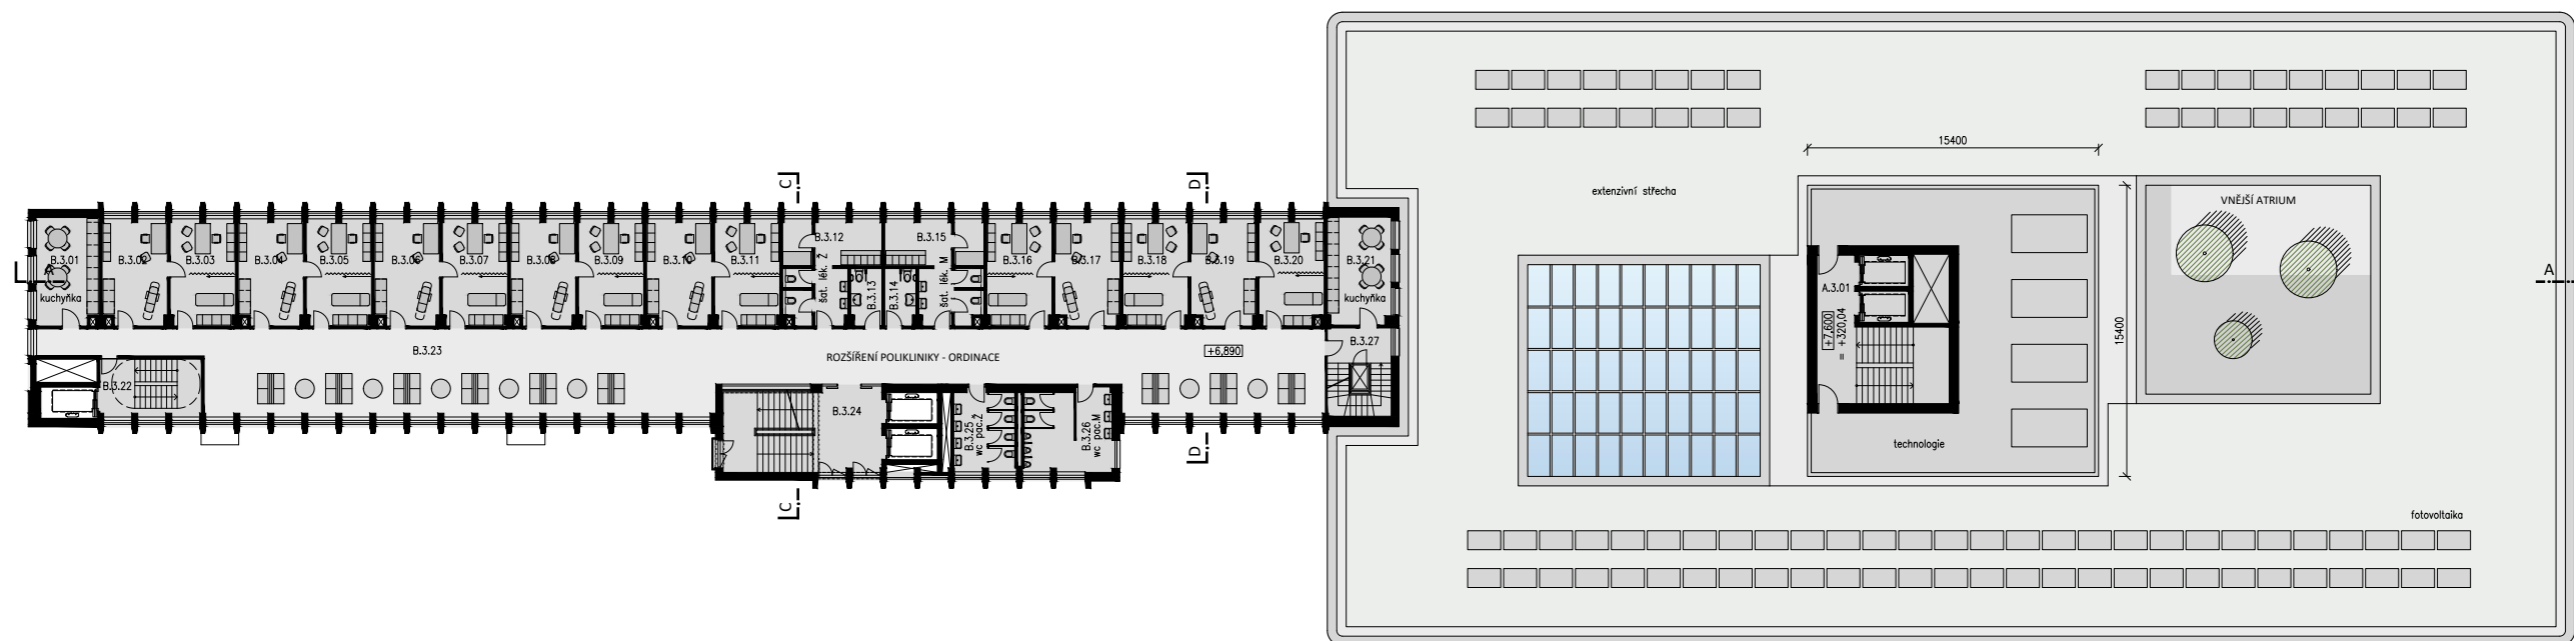 15400
extenzivní střecha
VNĚJŠÍ ATRIUM
C
D
B.3.12
B.3.15
B.3.01
B.3.02
B.3.03
B.3.04
B.3.05
B.3.06
B.3.07
B.3.08
B.3.09
B.3.10
B.3.11
B.3.16
B.3.17
B.3.18
B.3.19
B.3.20
B.3.21
A
A
kuchyňka
šat. lék. Ž
B.3.13
B.3.14
šat. lék. M
kuchyňka
A.3.01
+7,600
= +320,04
15400
B.3.23
ROZŠÍŘENÍ POLIKLINIKY - ORDINACE
+6,890
B.3.27
B.3.22
B.3.24
B.3.25
wc pac.Ž
B.3.26
wc pac.M
technologie
D
C
fotovoltaika